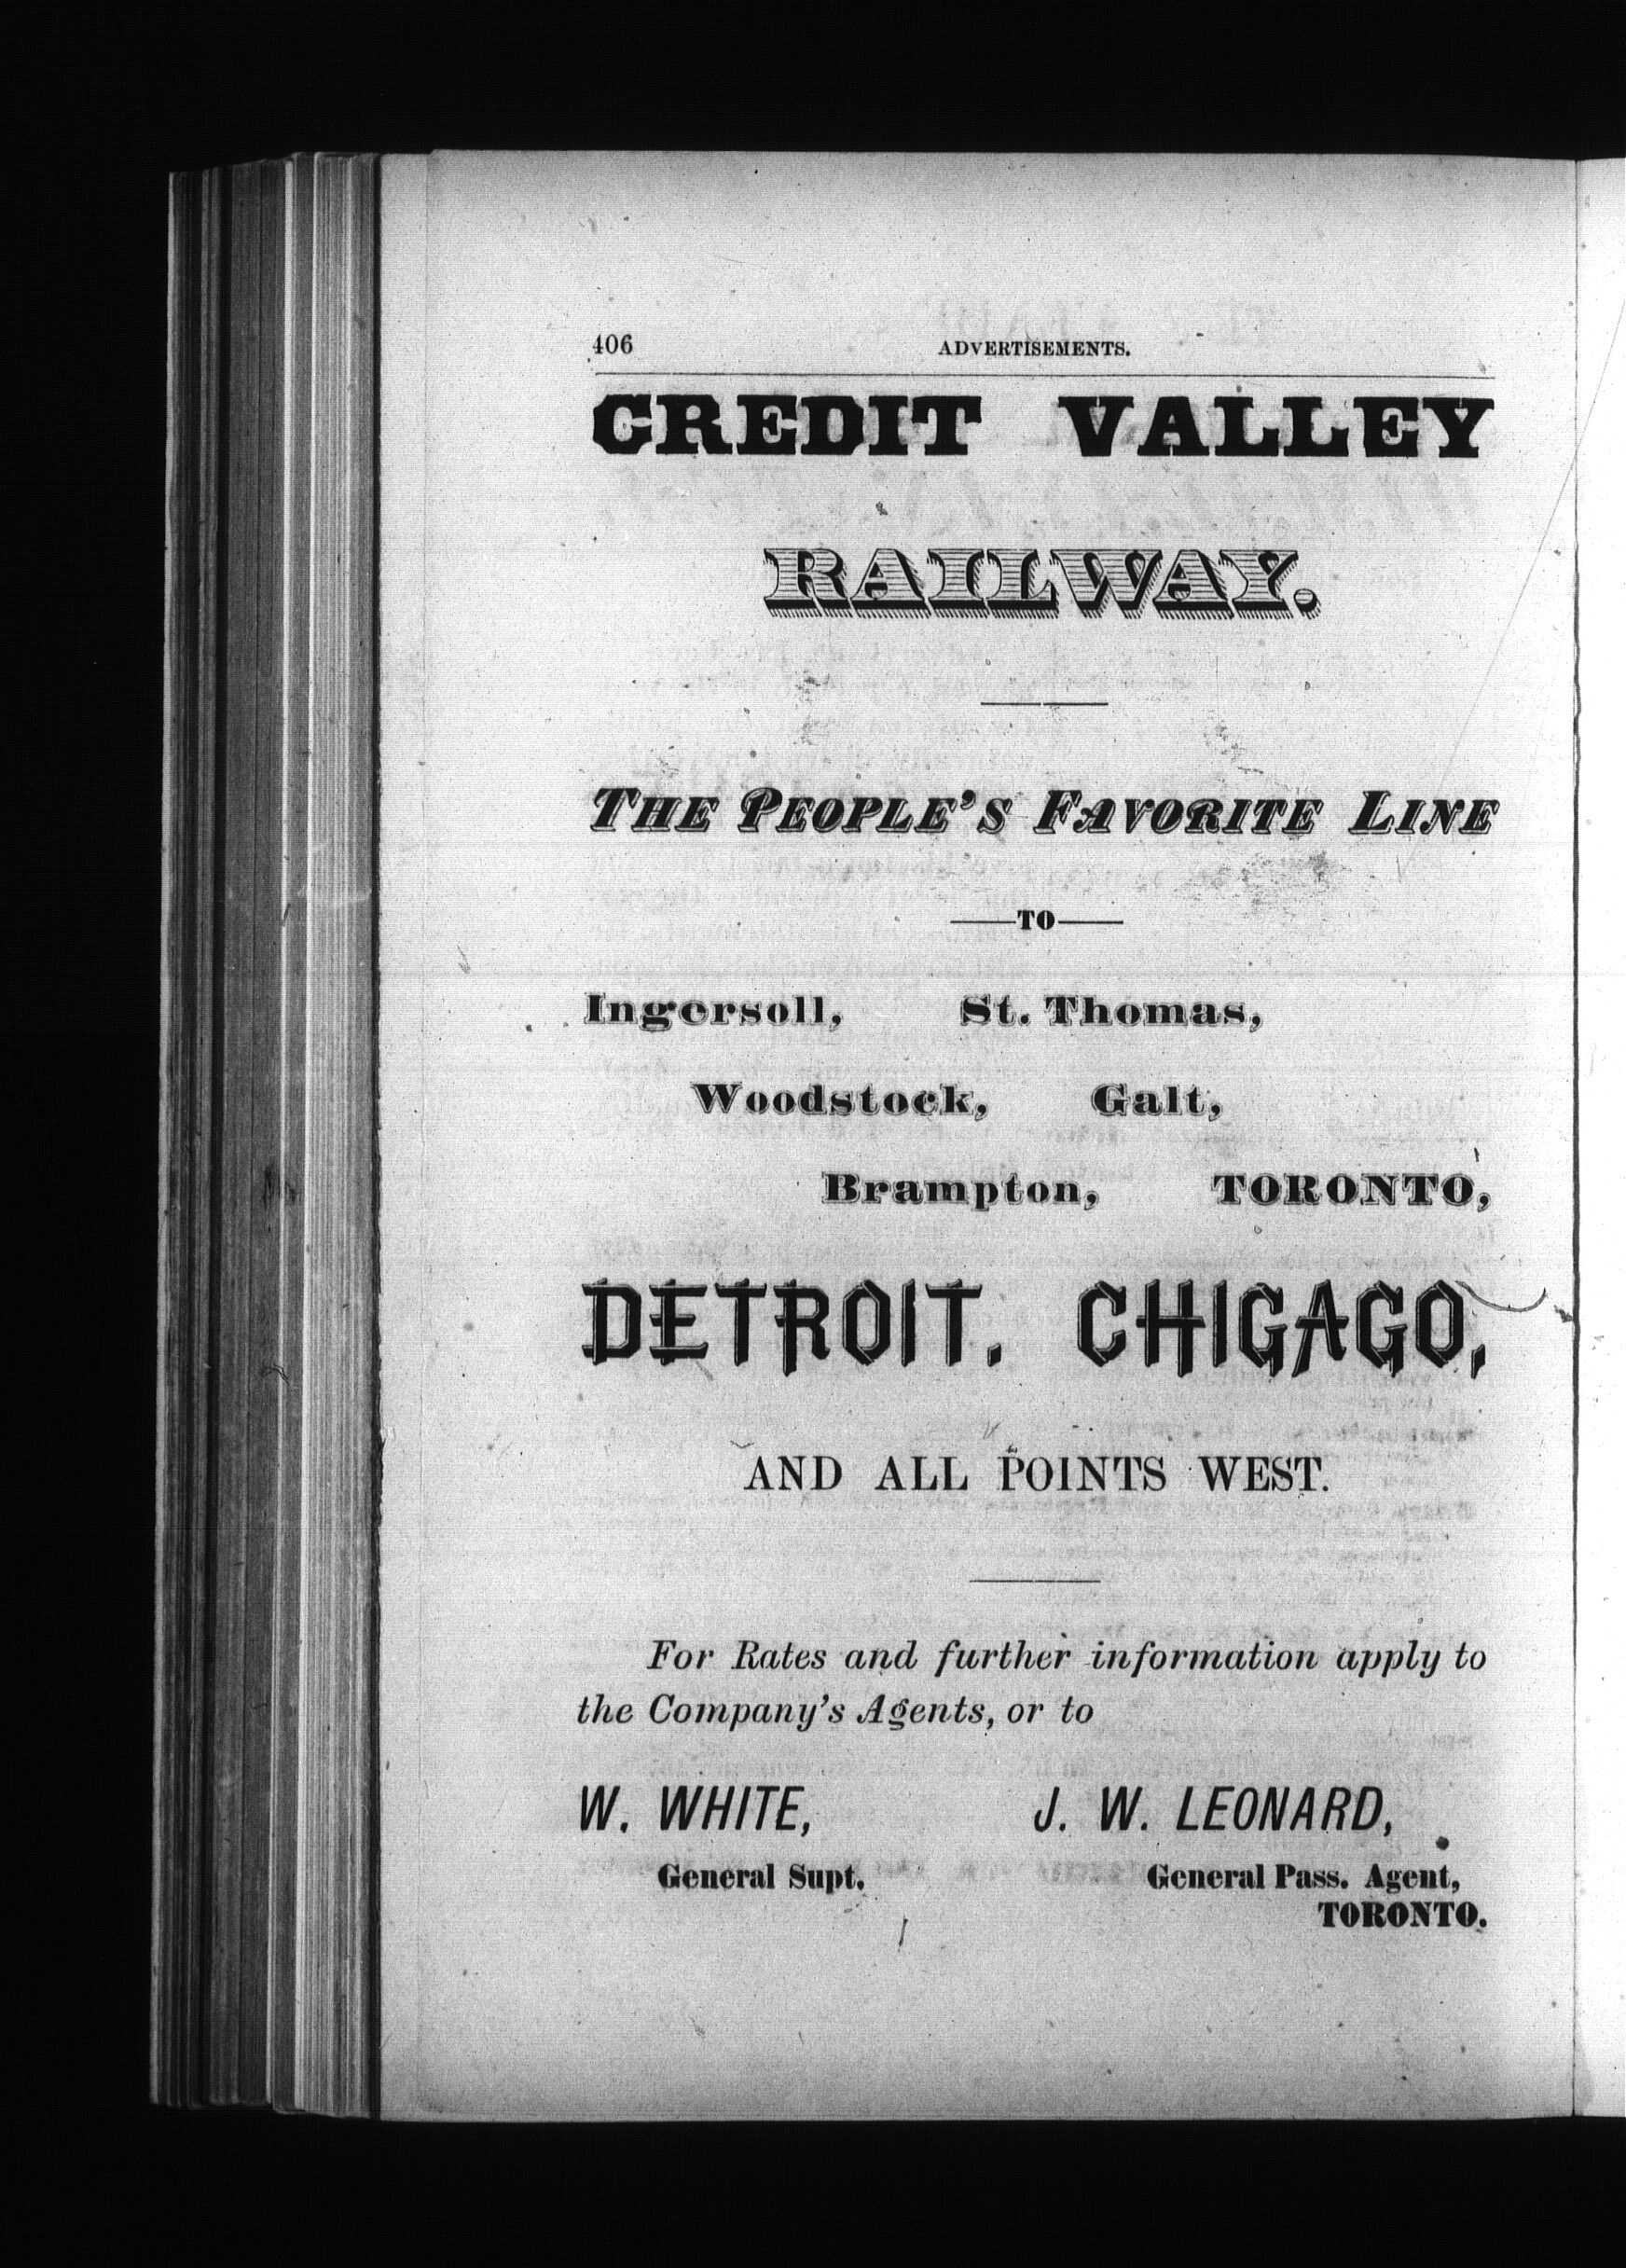 406 ADVERTISEMENTS.
CREDIT VALLEY
RAILWAY.
THE PEOPLE'S FAVORITE LINE
—TO—
Ingersoll, St. Thomas,
Woodstock, Galt,
Brampton, TORONTO,
DETROIT, CHICAGO,
AND ALL POINTS WEST.
For Rates and further information apply to
the Company's Agents, or to
W. WHITE, J. W. LEONARD,
General Supt. General Pass. Agent,
TORONTO.